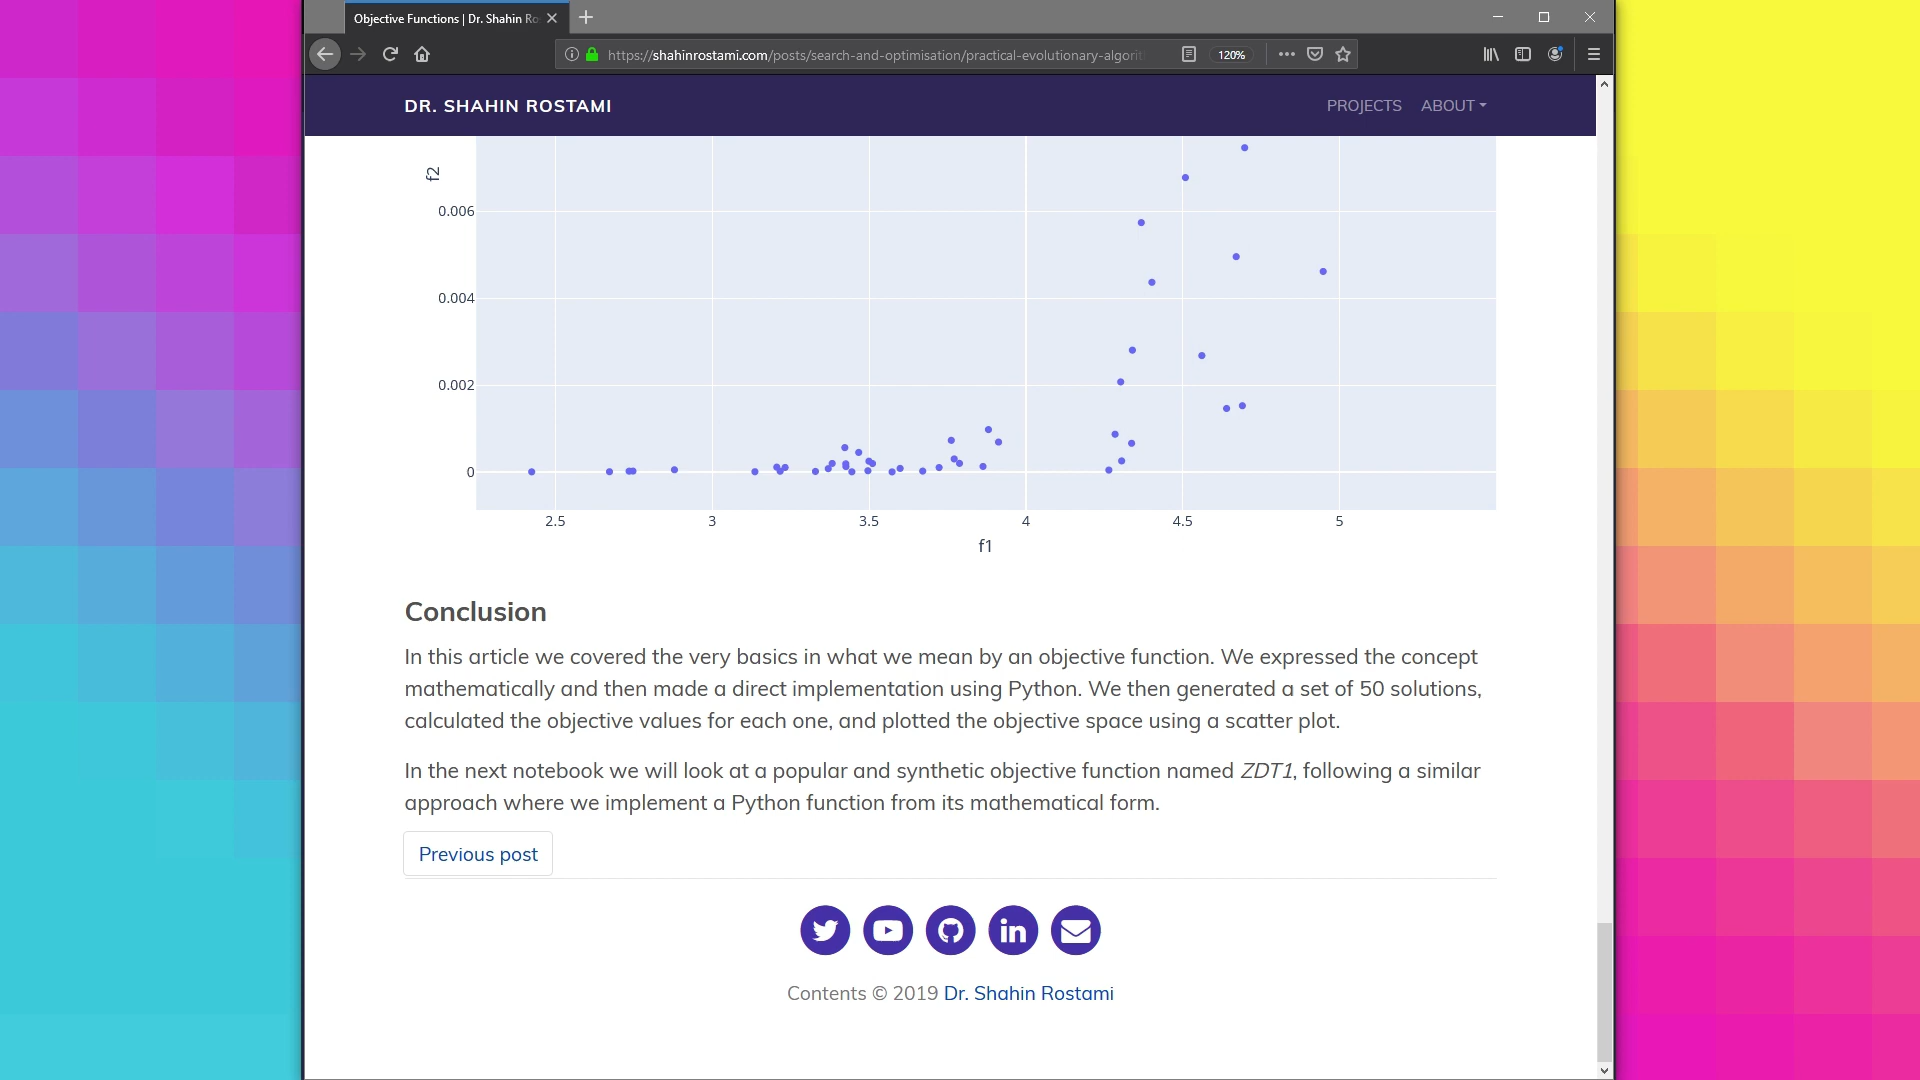 Objective Functions | Dr. Shahin Ro
https://shahinrostami.com/posts/search-and-optimisation/practical-evolutionary-algorit
120%
DR. SHAHIN ROSTAMI
PROJECTS ABOUT
f2
0.006
0.004
0.002
0
2.5 3 3.5 4 4.5 5
f1
Conclusion
In this article we covered the very basics in what we mean by an objective function. We expressed the concept
mathematically and then made a direct implementation using Python. We then generated a set of 50 solutions,
calculated the objective values for each one, and plotted the objective space using a scatter plot.
In the next notebook we will look at a popular and synthetic objective function named ZDT1, following a similar
approach where we implement a Python function from its mathematical form.
Previous post
in
Contents © 2019 Dr. Shahin Rostami